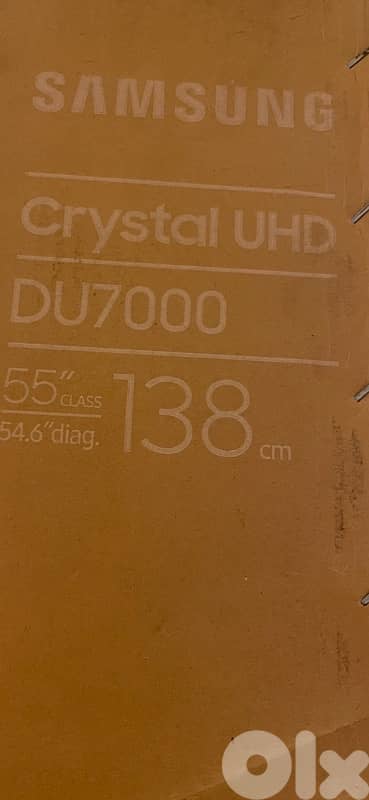 SAMSUNG
Crystal UHD
DU7000
55" CLASS
54.6" diag.
138 cm
Olx